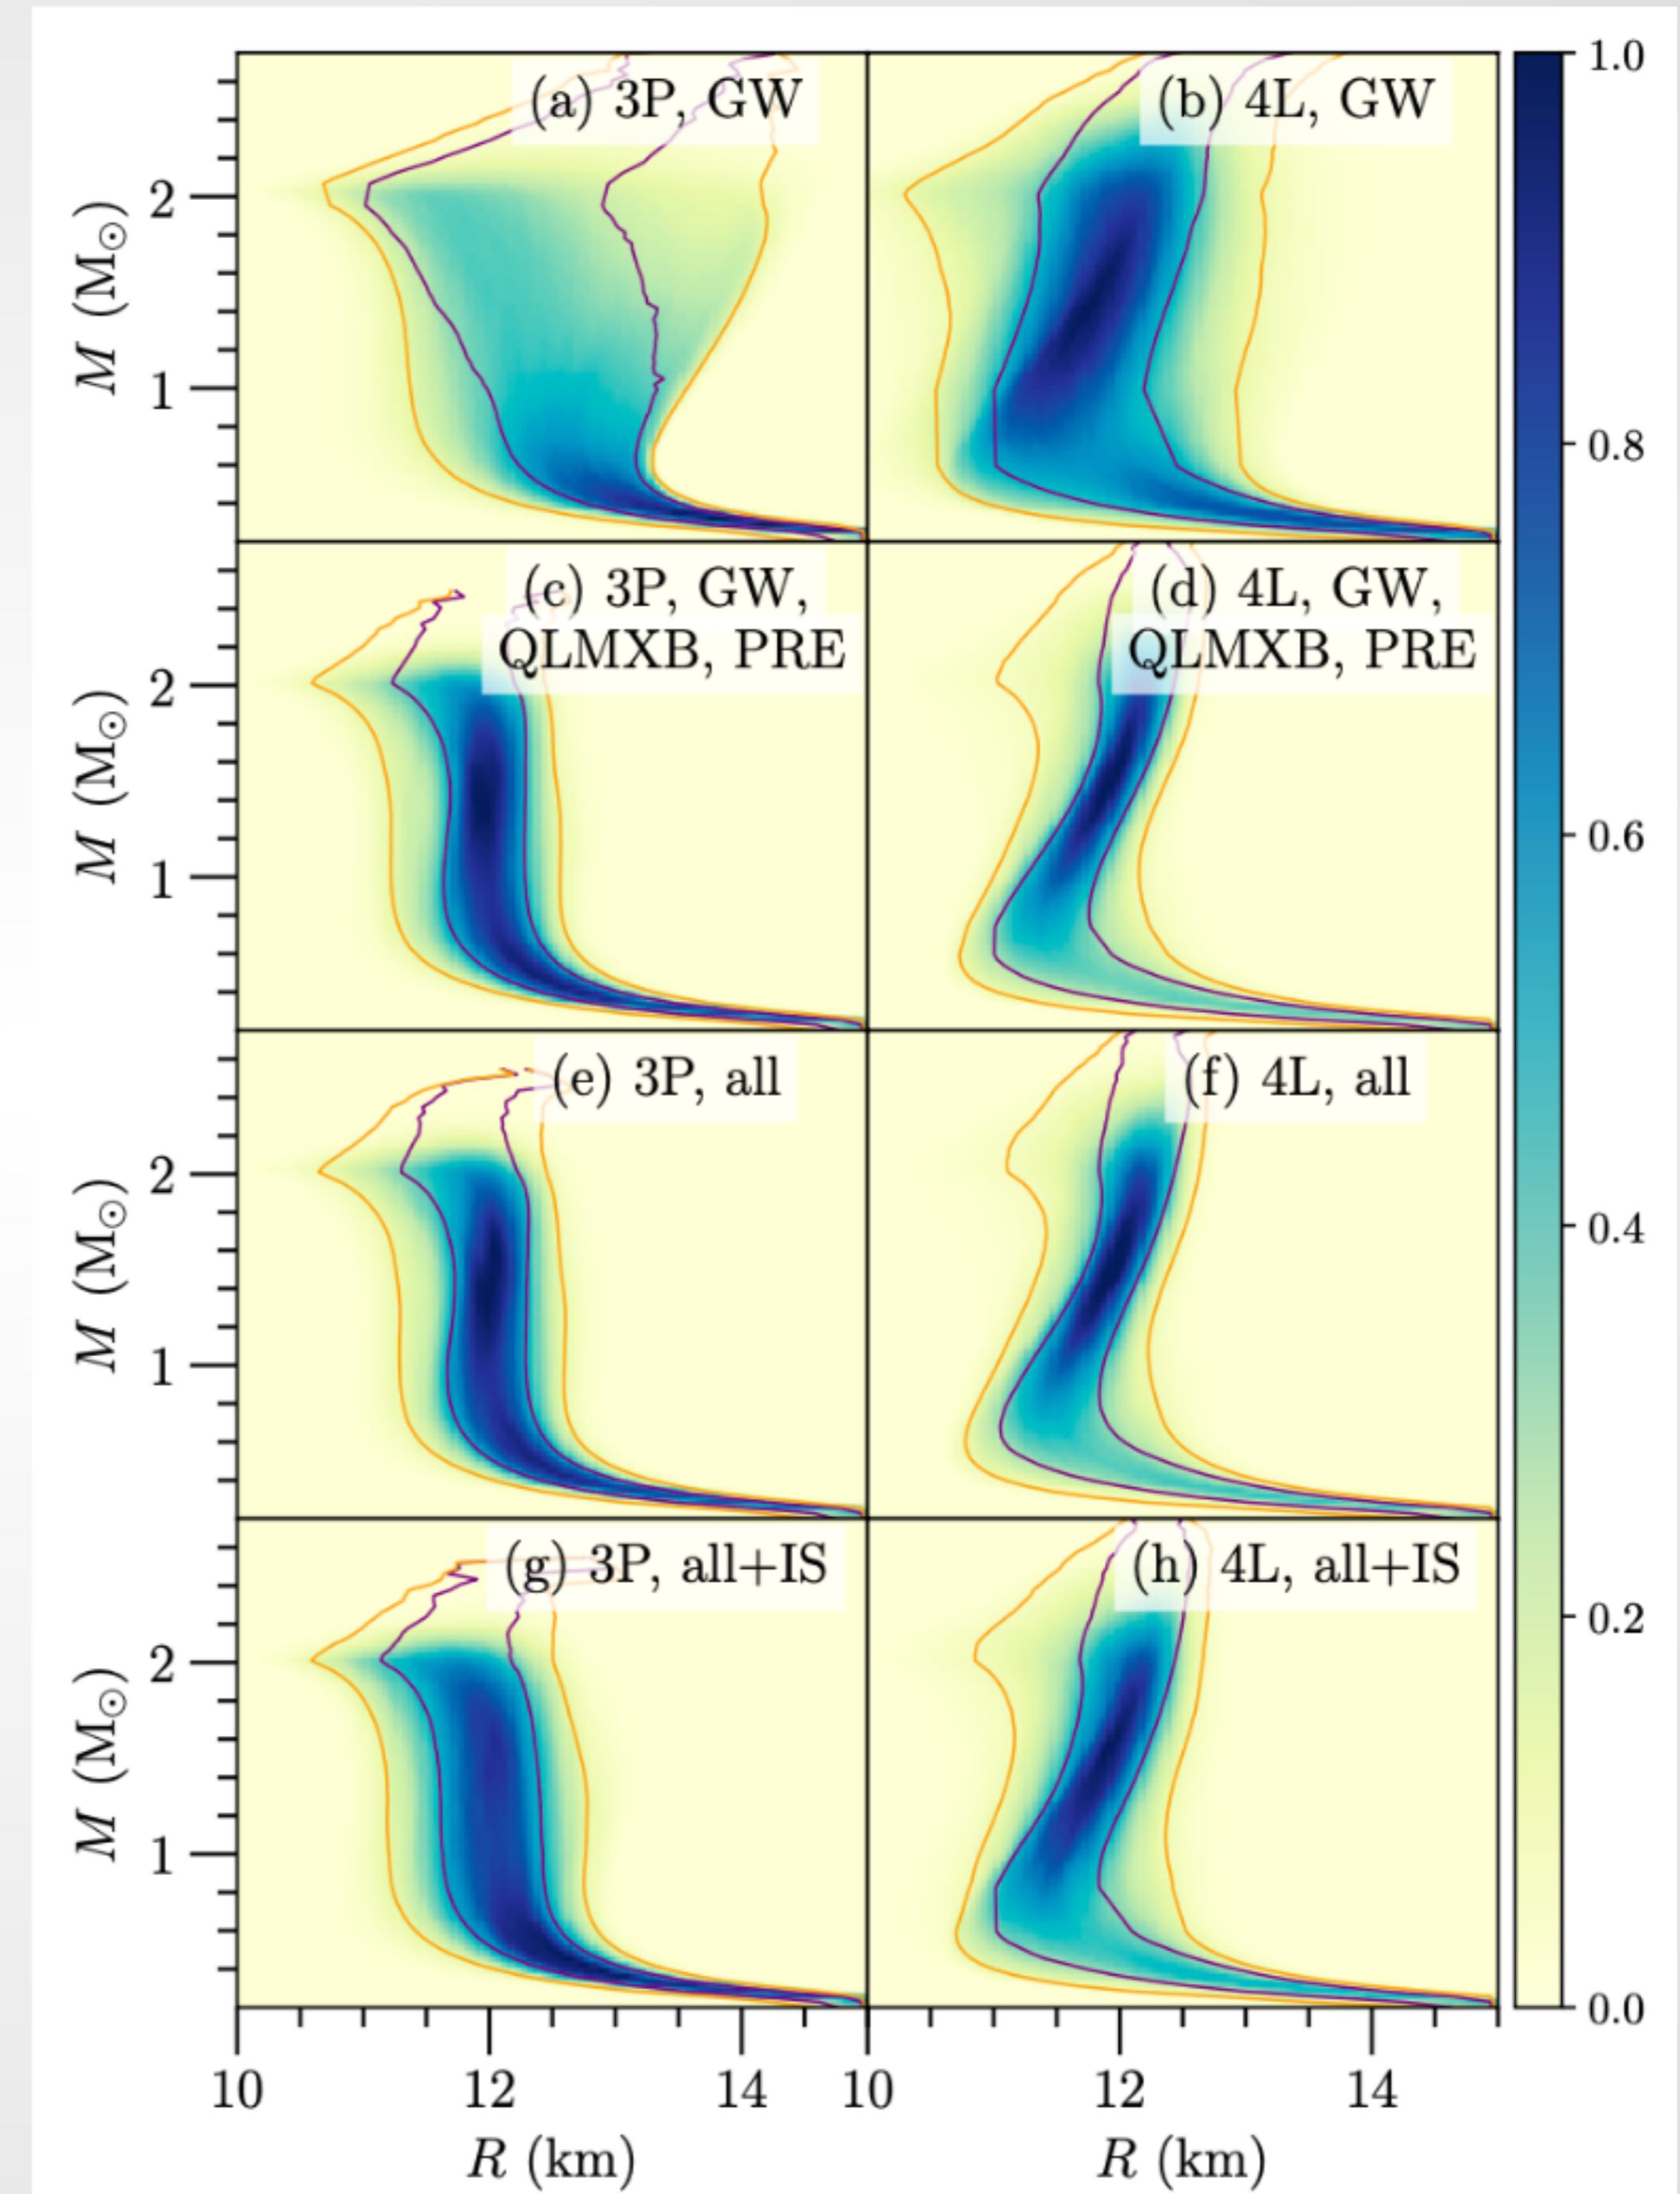 (a) 3P, GW
(b) 4L, GW
1.0
2
1
M (M⊙)
0.8
(c) 3P, GW,
QLMXB, PRE
(d) 4L, GW,
QLMXB, PRE
2
1
M (M⊙)
0.6
(e) 3P, all
(f) 4L, all
2
1
M (M⊙)
0.4
(g) 3P, all+IS
(h) 4L, all+IS
2
1
M (M⊙)
0.2
0.0
10 12 14 10 12 14
R (km) R (km)